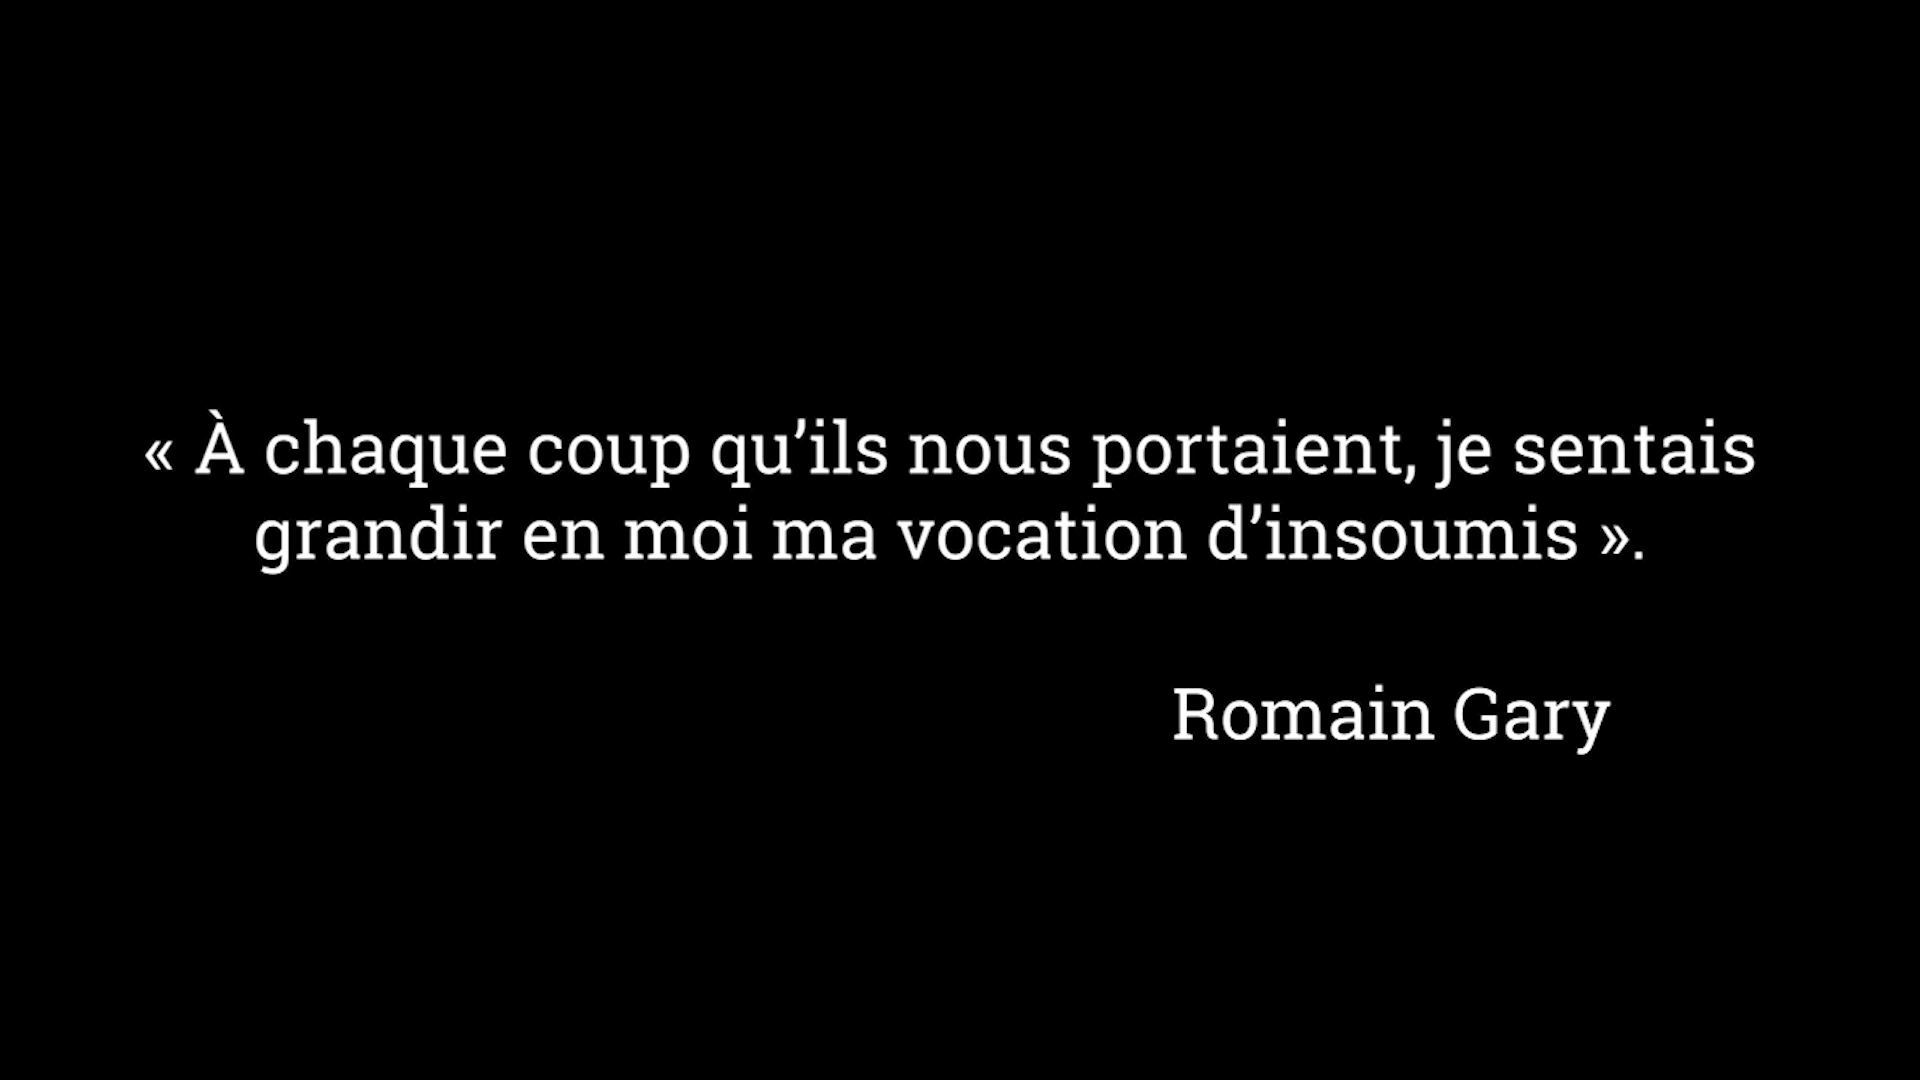 « À chaque coup qu’ils nous portaient, je sentais
grandir en moi ma vocation d’insoumis ».
Romain Gary